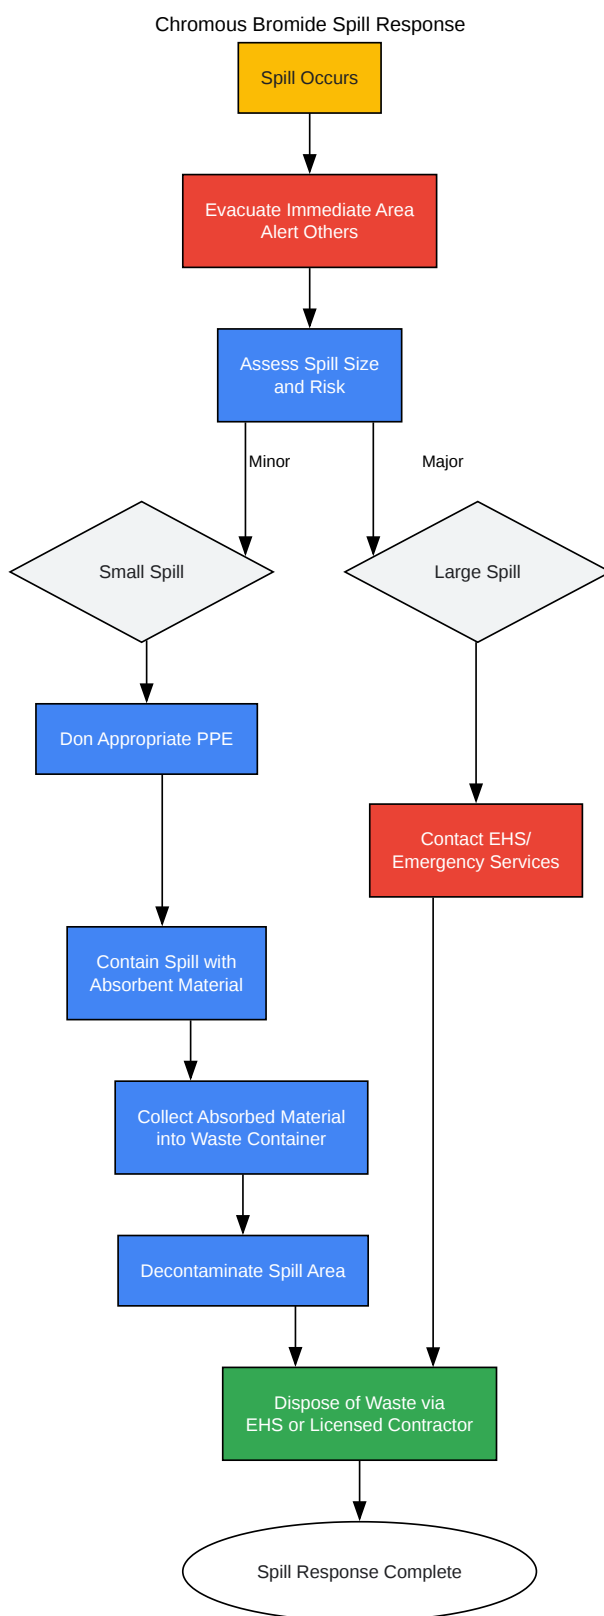 Chromous Bromide Spill Response
Spill Occurs
Evacuate Immediate Area
Alert Others
Assess Spill Size
and Risk
Minor
Major
Small Spill
Large Spill
Don Appropriate PPE
Contact EHS/
Emergency Services
Contain Spill with
Absorbent Material
Collect Absorbed Material
into Waste Container
Decontaminate Spill Area
Dispose of Waste via
EHS or Licensed Contractor
Spill Response Complete